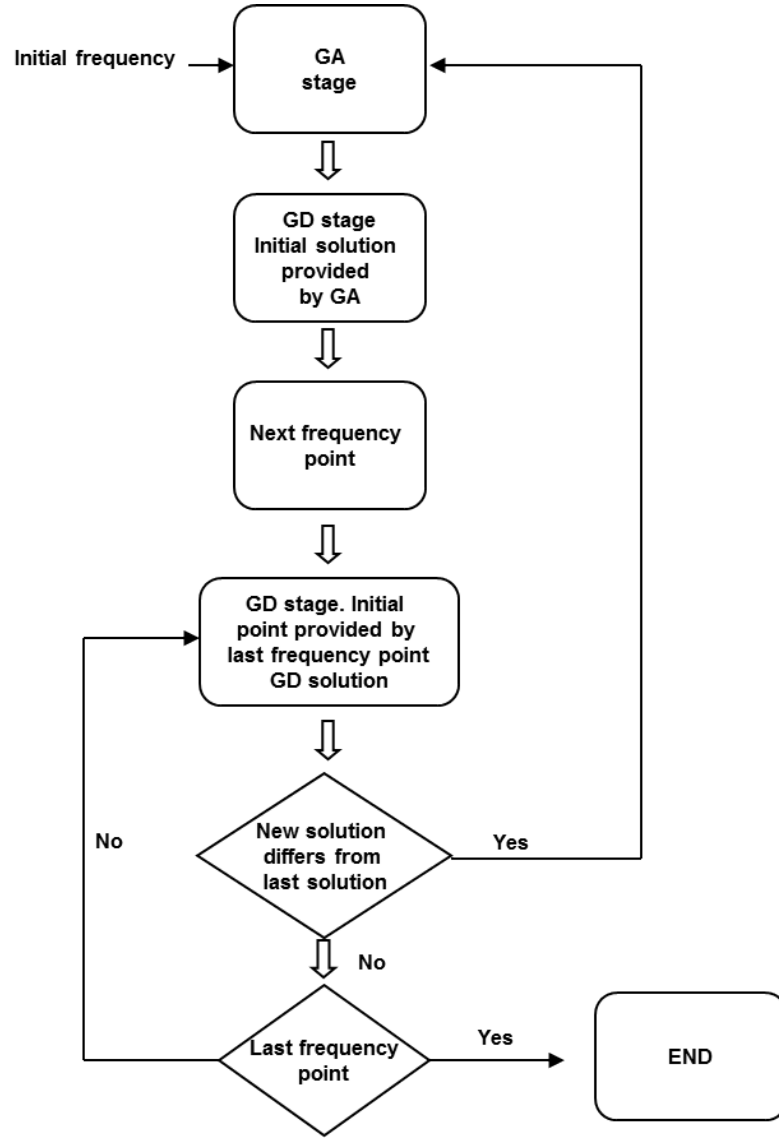 Initial frequency
GA
stage
GD stage
Initial solution
provided
by GA
Next frequency
point
GD stage. Initial
point provided by
last frequency point
GD solution
New solution
differs from
last solution
Yes
No
No
Last frequency
point
Yes
END